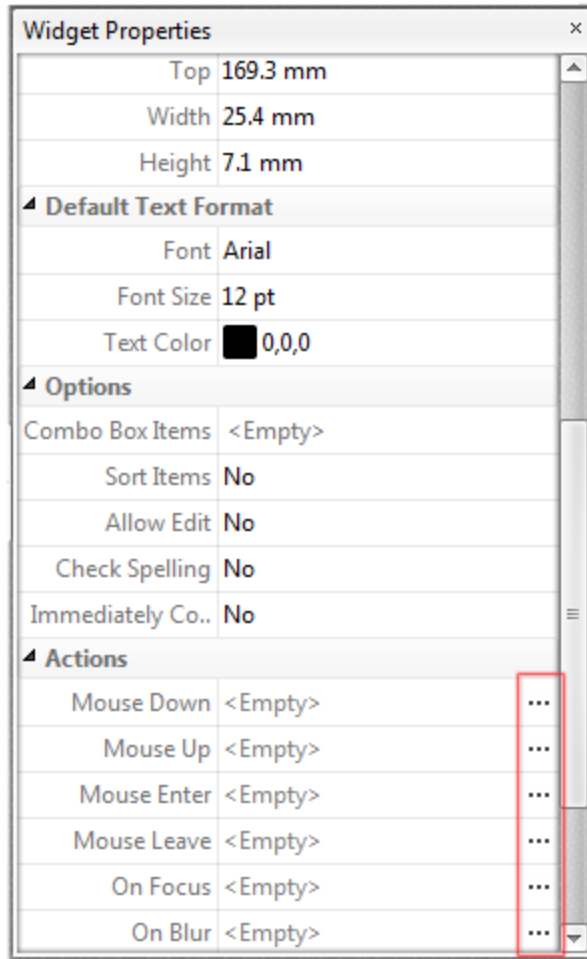 Widget Properties ×
Top 169.3 mm
Width 25.4 mm
Height 7.1 mm
Default Text Format
Font Arial
Font Size 12 pt
Text Color 0,0,0
Options
Combo Box Items <Empty>
Sort Items No
Allow Edit No
Check Spelling No
Immediately Co.. No
Actions
Mouse Down <Empty> ...
Mouse Up <Empty> ...
Mouse Enter <Empty> ...
Mouse Leave <Empty> ...
On Focus <Empty> ...
On Blur <Empty> ...